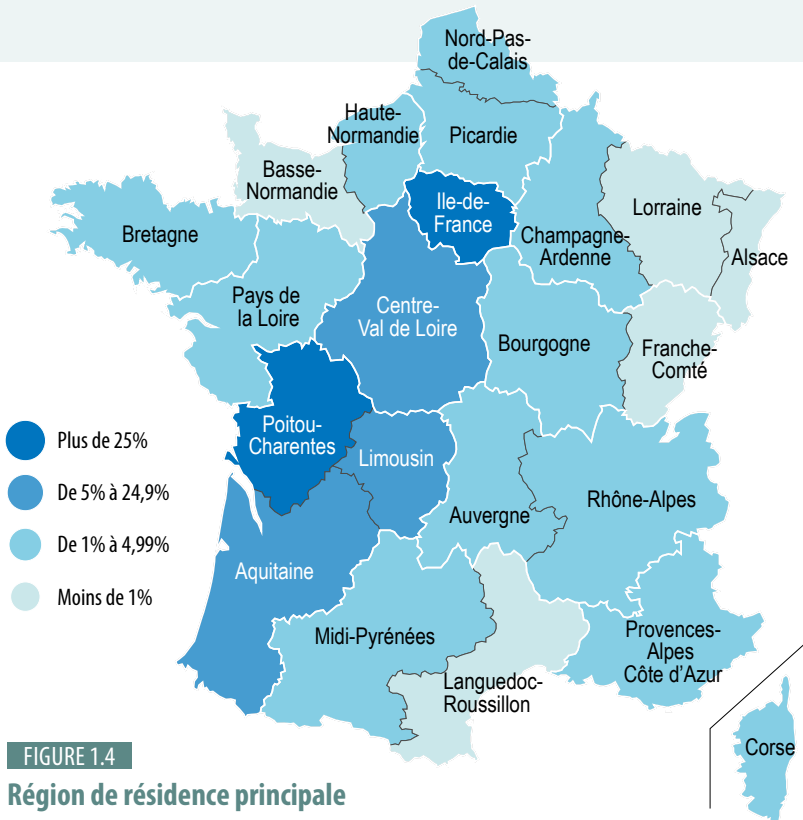 Nord-Pas-
de-Calais
Haute-
Normandie
Picardie
Basse-
Normandie
Ile-de-
France
Lorraine
Champagne-
Ardenne
Alsace
Bretagne
Pays de
la Loire
Centre-
Val de Loire
Bourgogne
Franche-
Comté
Poitou-
Charentes
Limousin
Auvergne
Rhône-Alpes
Aquitaine
Midi-Pyrénées
Provences-
Alpes
Côte d'Azur
Languedoc-
Roussillon
Corse
Plus de 25%
De 5% à 24,9%
De 1% à 4,99%
Moins de 1%
FIGURE 1.4
Région de résidence principale